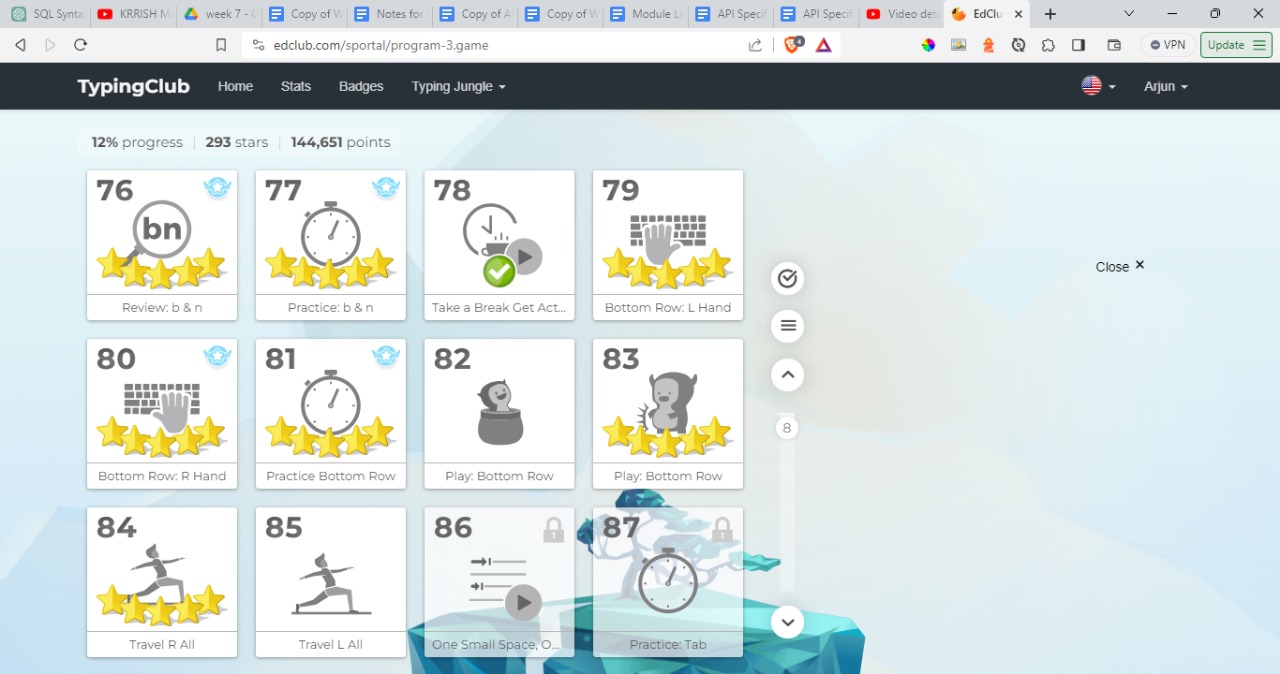 SQL Synta
KRRISH M
week 7 - G
Copy of W
Notes for
Copy of A
Copy of W
Module Li
API Specif
API Specif
Video det
EdClu
edclub.com/sportal/program-3.game
4
VPN
Update
TypingClub
Home
Stats
Badges
Typing Jungle
Arjun
12% progress
293 stars
144,651 points
76
bn
Review: b & n
77
Practice: b & n
78
Take a Break Get Act...
79
Bottom Row: L Hand
Close
80
Bottom Row: R Hand
81
Practice Bottom Row
82
Play: Bottom Row
83
Play: Bottom Row
8
84
Travel R All
85
Travel L All
86
One Small Space, O...
87
Practice: Tab